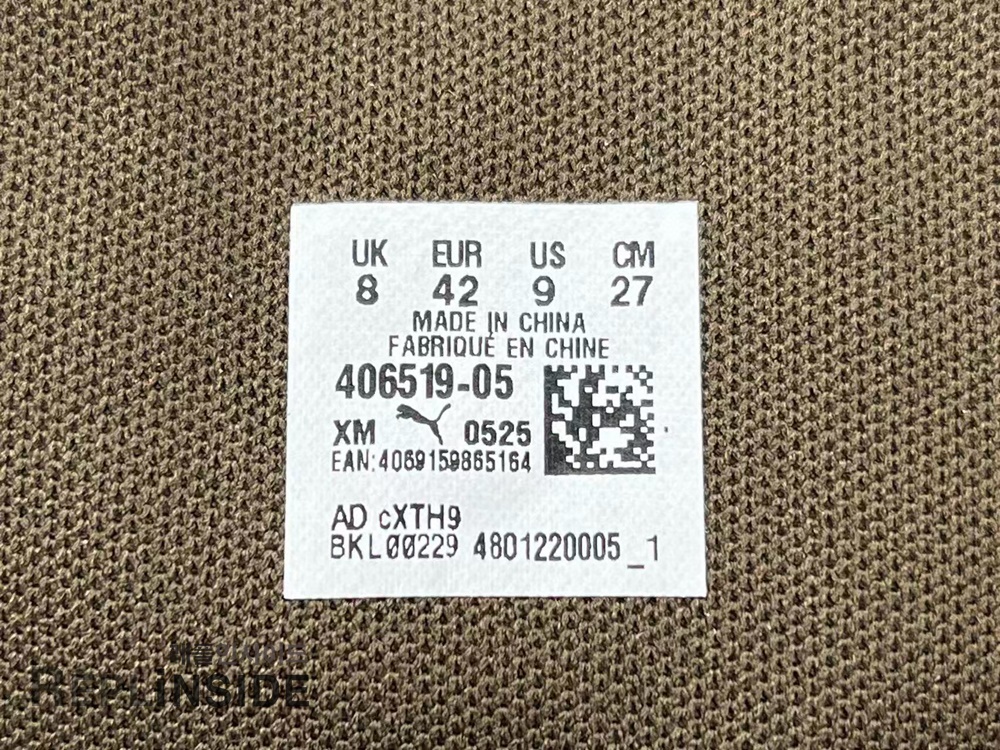 UK EUR US CM
8 42 9 27
MADE IN CHINA
FABRIQUÉ EN CHINE
406519-05
XM 0525
EAN:4069159865164
AD cXTH9
BKL00229 4801220005_1
INSIDE